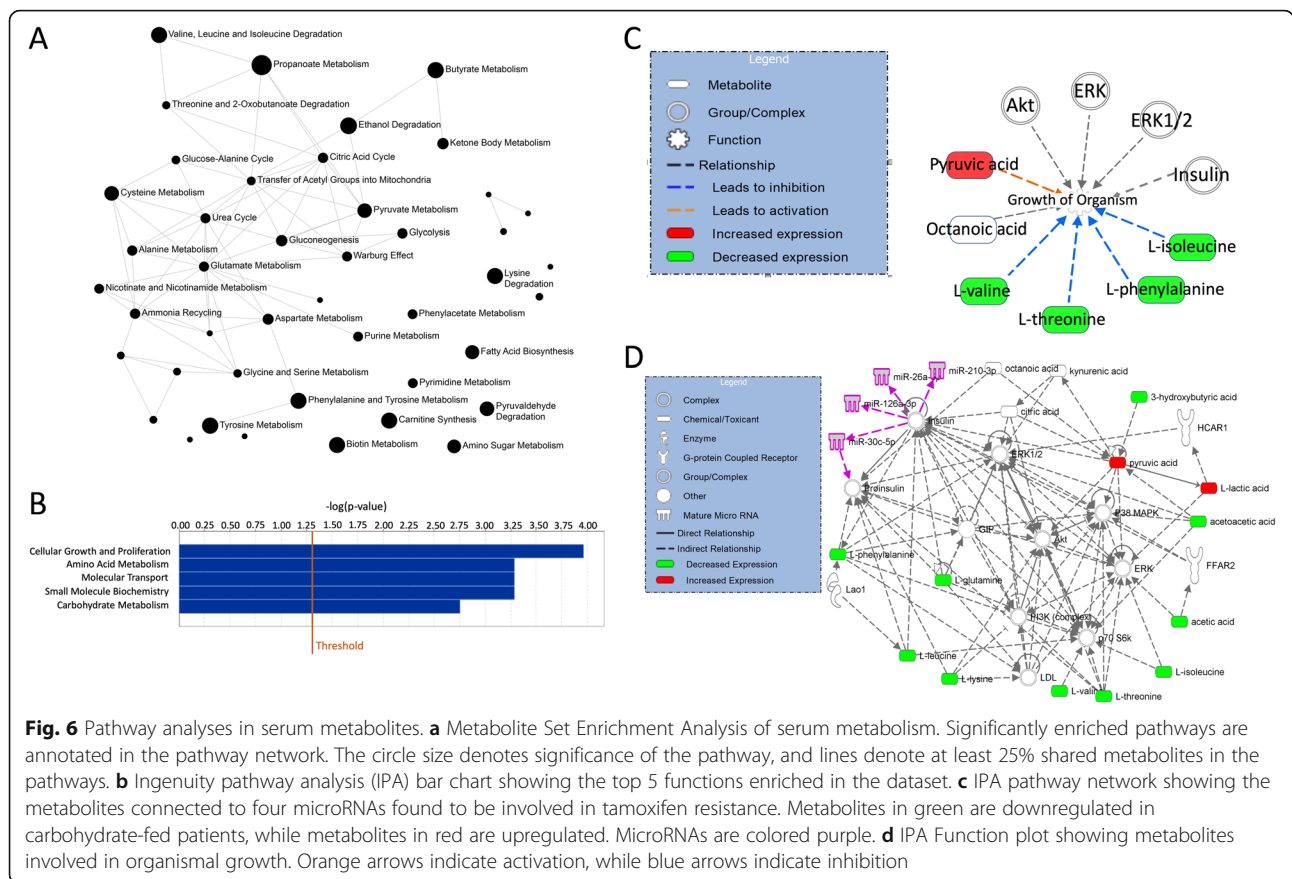 A
Valine, Leucine and Isoleucine Degradation
Propanoate Metabolism
Butyrate Metabolism
Threonine and 2-Oxobutanoate Degradation
Ethanol Degradation
Ketone Body Metabolism
Glucose-Alanine Cycle
Citric Acid Cycle
Transfer of Acetyl Groups into Mitochondria
Cysteine Metabolism
Pyruvate Metabolism
Urea Cycle
Gluconeogenesis
Glycolysis
Alanine Metabolism
Warburg Effect
Glutamate Metabolism
Lysine
Degradation
Nicotinate and Nicotinamide Metabolism
Ammonia Recycling
Aspartate Metabolism
Phenylacetate Metabolism
Purine Metabolism
Fatty Acid Biosynthesis
Glycine and Serine Metabolism
Pyrimidine Metabolism
Phenylalanine and Tyrosine Metabolism
Pyruvaldehyde
Degradation
Carnitine Synthesis
Tyrosine Metabolism
Biotin Metabolism
Amino Sugar Metabolism
B
-log(p-value)
0.00 0.25 0.50 0.75 1.00 1.25 1.50 1.75 2.00 2.25 2.50 2.75 3.00 3.25 3.50 3.75 4.00
Cellular Growth and Proliferation
Amino Acid Metabolism
Molecular Transport
Small Molecule Biochemistry
Carbohydrate Metabolism
Threshold
C
Legend
Metabolite
Group/Complex
Function
Relationship
Leads to inhibition
Leads to activation
Increased expression
Decreased expression
Akt
ERK
ERK1/2
Pyruvic acid
Insulin
Growth of Organism
Octanoic acid
L-isoleucine
L-valine
L-phenylalanine
L-threonine
D
Legend
Complex
Chemical/Toxicant
Enzyme
G-protein Coupled Receptor
Group/Complex
Other
Mature Micro RNA
Direct Relationship
Indirect Relationship
Decreased Expression
Increased Expression
miR-26a
miR-210-3p
octanoic acid
kynurenic acid
miR-126a-3p
3-hydroxybutyric acid
Insulin
citric acid
HCAR1
miR-30c-5p
ERK1/2
pyruvic acid
Proinsulin
L-lactic acid
P38 MAPK
GIP
Akt
acetoacetic acid
L-phenylalanine
FFAR2
ERK
L-glutamine
Lao1
PI3K (complex)
acetic acid
p70 S6k
L-leucine
L-isoleucine
L-lysine
LDL
L-valine
L-threonine
Fig. 6 Pathway analyses in serum metabolites. a Metabolite Set Enrichment Analysis of serum metabolism. Significantly enriched pathways are
annotated in the pathway network. The circle size denotes significance of the pathway, and lines denote at least 25% shared metabolites in the
pathways. b Ingenuity pathway analysis (IPA) bar chart showing the top 5 functions enriched in the dataset. c IPA pathway network showing the
metabolites connected to four microRNAs found to be involved in tamoxifen resistance. Metabolites in green are downregulated in
carbohydrate-fed patients, while metabolites in red are upregulated. MicroRNAs are colored purple. d IPA Function plot showing metabolites
involved in organismal growth. Orange arrows indicate activation, while blue arrows indicate inhibition